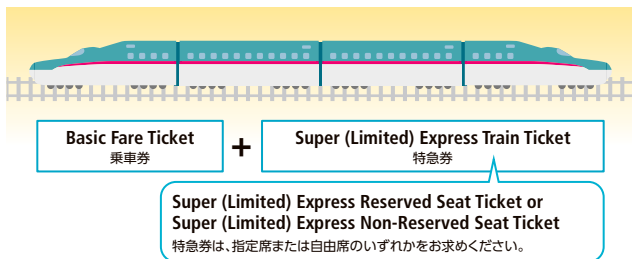 Basic Fare Ticket
乗車券
+
Super (Limited) Express Train Ticket
特急券
Super (Limited) Express Reserved Seat Ticket or
Super (Limited) Express Non-Reserved Seat Ticket
特急券は、指定席または自由席のいずれかをお求めください。